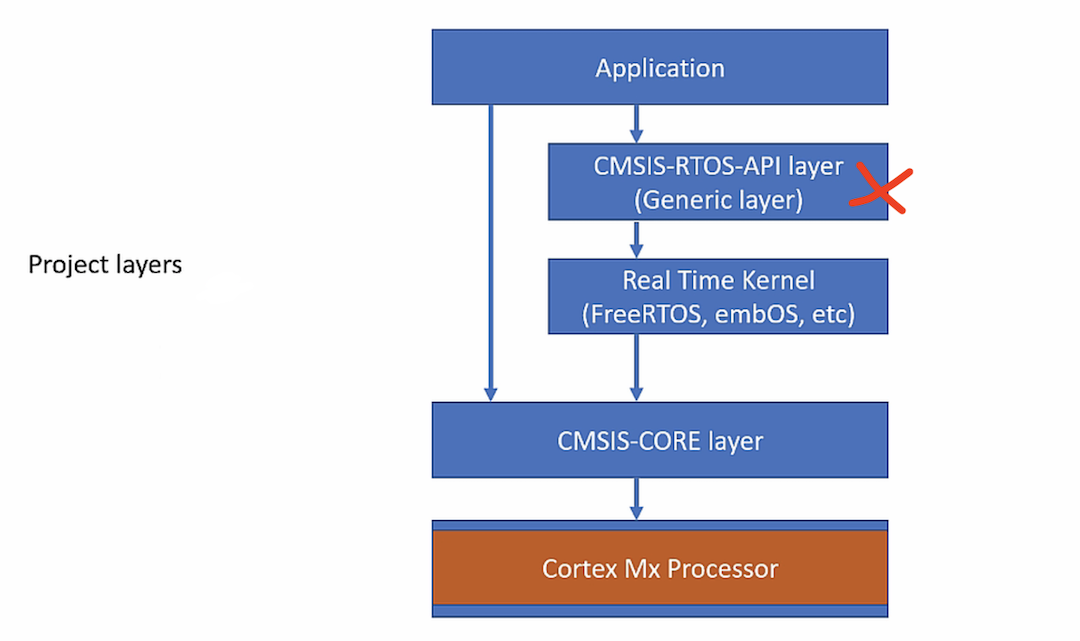 Application
CMSIS-RTOS-API layer
(Generic layer)
Project layers
Real Time Kernel
(FreeRTOS, embOS, etc)
CMSIS-CORE layer
Cortex Mx Processor